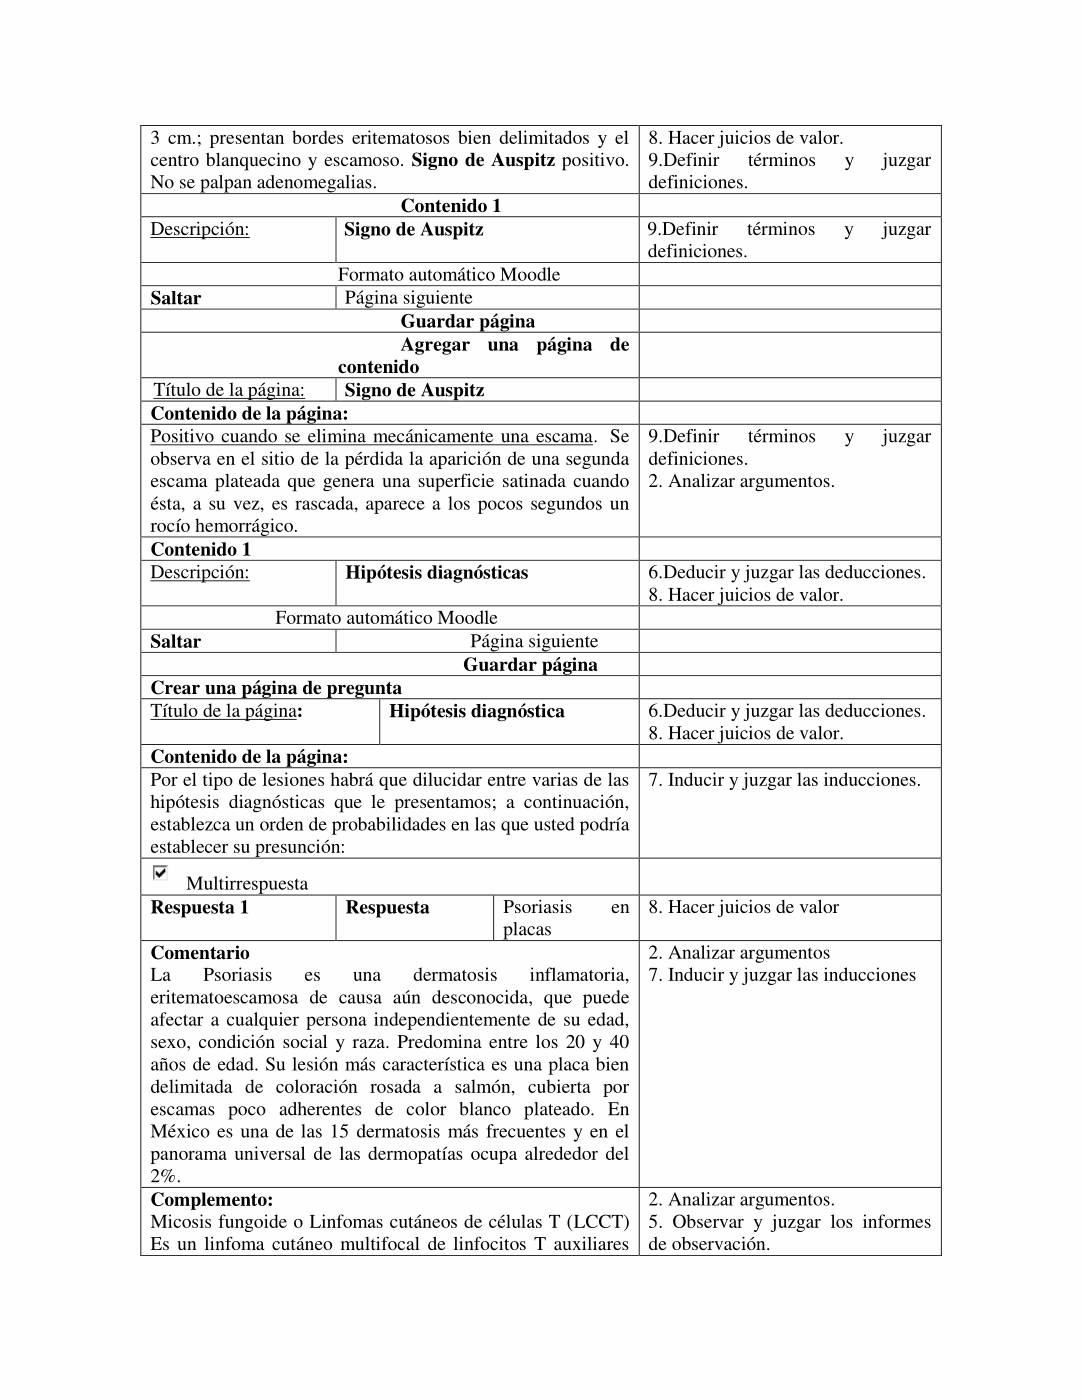 3 cm.; presentan bordes eritematosos bien delimitados y el
centro blanquecino y escamoso. Signo de Auspitz positivo.
No se palpan adenomegalias.
8. Hacer juicios de valor.
9.Definir términos y juzgar
definiciones.
Contenido 1
Descripción:
Signo de Auspitz
9.Definir términos y juzgar
definiciones.
Formato automático Moodle
Saltar
Página siguiente
Guardar página
Agregar una página de
contenido
Título de la página:
Signo de Auspitz
Contenido de la página:
Positivo cuando se elimina mecánicamente una escama. Se
observa en el sitio de la pérdida la aparición de una segunda
escama plateada que genera una superficie satinada cuando
ésta, a su vez, es rascada, aparece a los pocos segundos un
rocío hemorrágico.
9.Definir términos y juzgar
definiciones.
2. Analizar argumentos.
Contenido 1
Descripción:
Hipótesis diagnósticas
6.Deducir y juzgar las deducciones.
8. Hacer juicios de valor.
Formato automático Moodle
Saltar
Página siguiente
Guardar página
Crear una página de pregunta
Título de la página:
Hipótesis diagnóstica
6.Deducir y juzgar las deducciones.
8. Hacer juicios de valor.
Contenido de la página:
Por el tipo de lesiones habrá que dilucidar entre varias de las
hipótesis diagnósticas que le presentamos; a continuación,
establezca un orden de probabilidades en las que usted podría
establecer su presunción:
7. Inducir y juzgar las inducciones.
Multirrespuesta
Respuesta 1
Respuesta
Psoriasis en
placas
8. Hacer juicios de valor
Comentario
La Psoriasis es una dermatosis inflamatoria,
eritematoescamosa de causa aún desconocida, que puede
afectar a cualquier persona independientemente de su edad,
sexo, condición social y raza. Predomina entre los 20 y 40
años de edad. Su lesión más característica es una placa bien
delimitada de coloración rosada a salmón, cubierta por
escamas poco adherentes de color blanco plateado. En
México es una de las 15 dermatosis más frecuentes y en el
panorama universal de las dermopatías ocupa alrededor del
2%.
2. Analizar argumentos
7. Inducir y juzgar las inducciones
Complemento:
Micosis fungoide o Linfomas cutáneos de células T (LCCT)
Es un linfoma cutáneo multifocal de linfocitos T auxiliares
2. Analizar argumentos.
5. Observar y juzgar los informes
de observación.